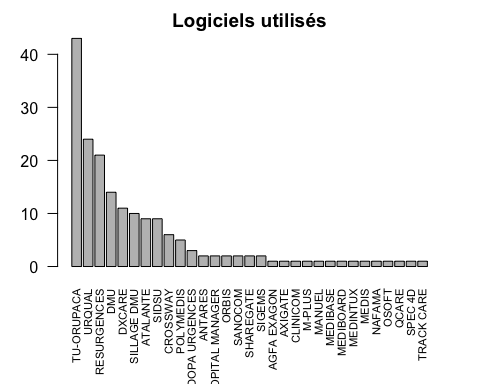 Logiciels utilisés
40
30
20
10
0
TU-ORUPACA
URQUAL
RESURGENCES
DMU
DXCARE
SILLAGE DMU
ATALANTE
SIDSU
CROSSWAY
POLYMEDIS
OOPA URGENCES
ANTARES
OPITAL MANAGER
ORBIS
SANOCOM
SHAREGATE
SIGEMS
AGFA EXAGON
AXIGATE
CLINICOM
M-PLUS
MANUEL
MEDIBASE
MEDIBOARD
MEDINTUX
MEDIS
NAFAMA
OSOFT
QCARE
SPEC 4D
TRACK CARE